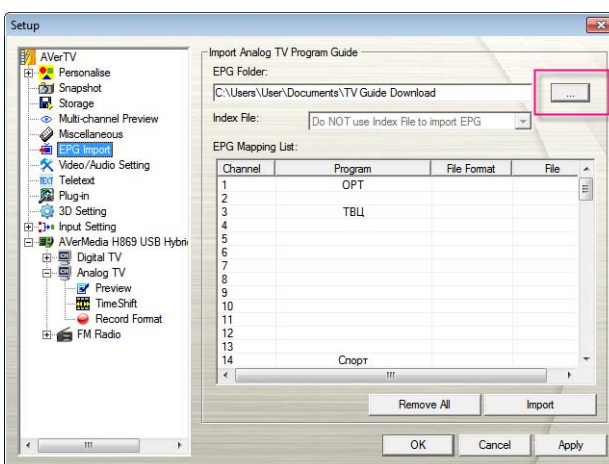 Setup
AVerTV
Personalise
Snapshot
Storage
Multi-channel Preview
Miscellaneous
EPG Import
Video/Audio Setting
TEXT Teletext
Plug-in
3D Setting
Input Setting
AVerMedia H869 USB Hybri
Digital TV
Analog TV
Preview
TimeShift
Record Format
FM Radio
Import Analog TV Program Guide
EPG Folder:
C:\Users\User\Documents\TV Guide Download
...
Index File:
Do NOT use Index File to import EPG
EPG Mapping List:
Channel Program File Format File
1 ОРТ
2
3 ТВЦ
4
5
6
7
8
9
10
11
12
13
14 Спорт
Remove All Import
OK Cancel Apply